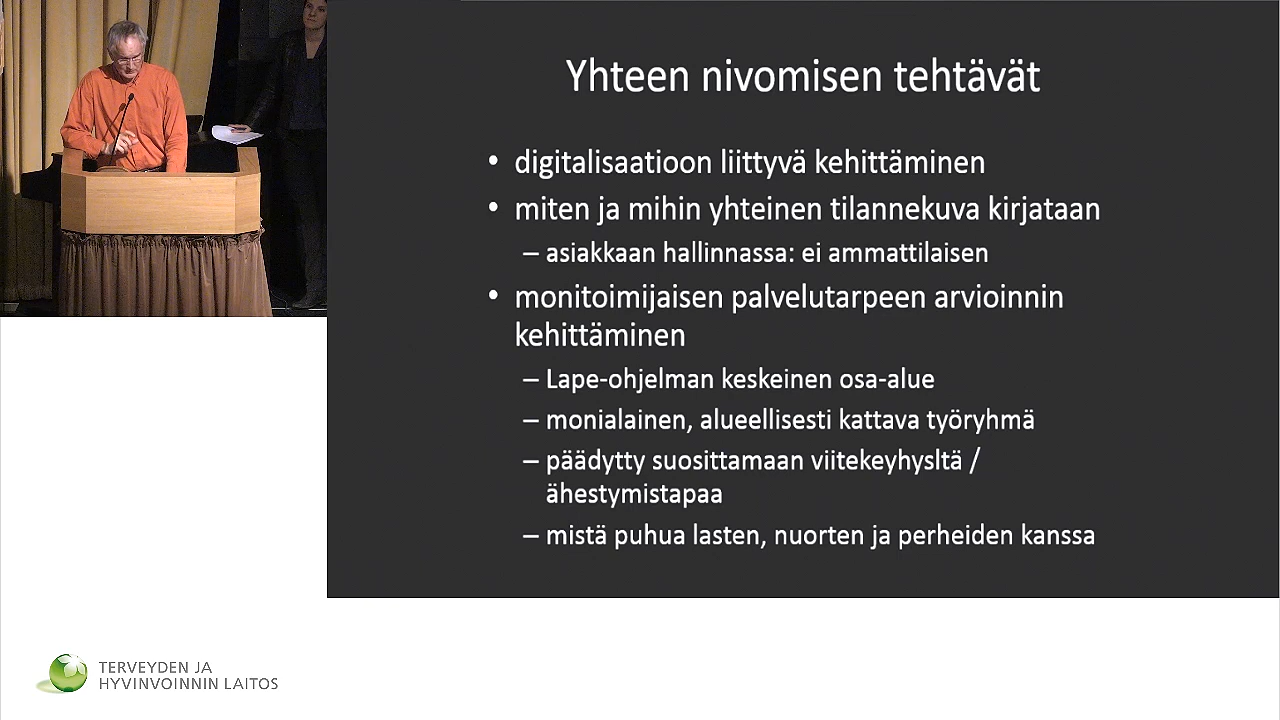 Yhteen nivomisen tehtävät
• digitalisaatioon liittyvä kehittäminen
• miten ja mihin yhteinen tilannekuva kirjataan
– asiakkaan hallinnassa: ei ammattilaisen
• monitoimijaisen palvelutarpeen arvioinnin
kehittäminen
– Lape-ohjelman keskeinen osa-alue
– monialainen, alueellisesti kattava työryhmä
– päädytty suosittamaan viitekeyhysltä /
ähestymistapaa
– mistä puhua lasten, nuorten ja perheiden kanssa
TERVEYDEN JA
HYVINVOINNIN LAITOS